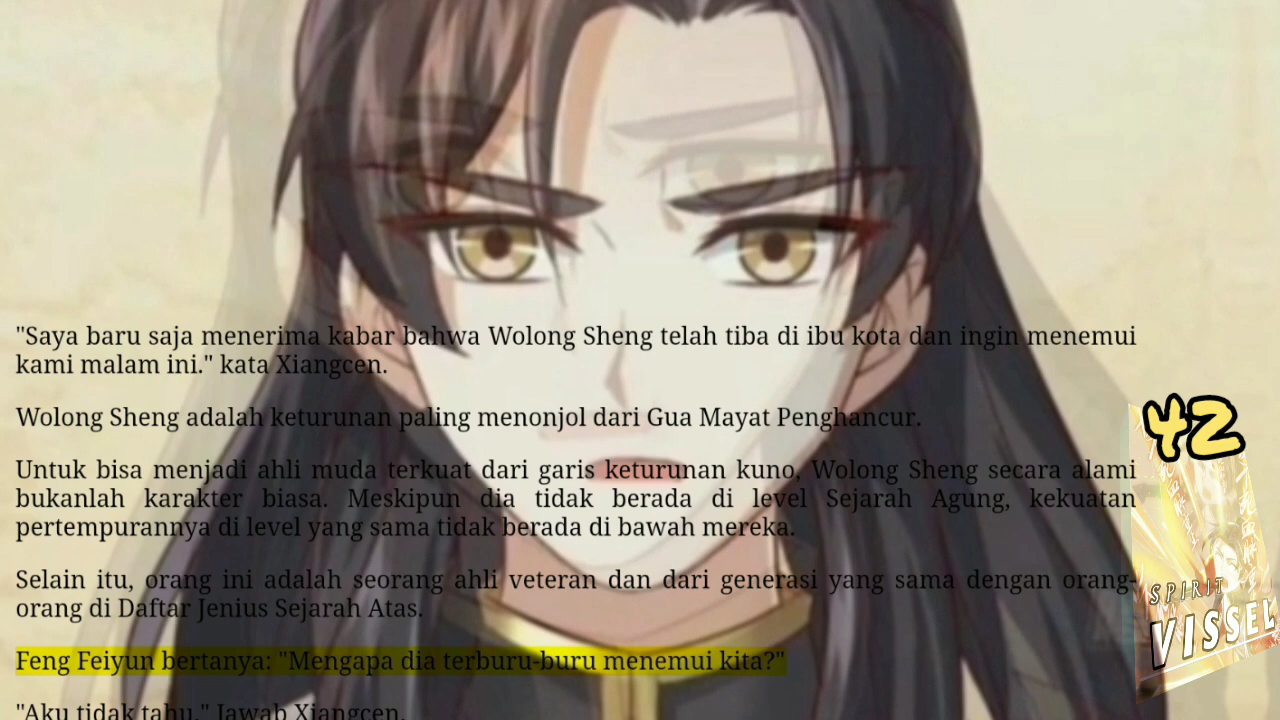 "Saya baru saja menerima kabar bahwa Wolong Sheng telah tiba di ibu kota dan ingin menemui
kami malam ini." kata Xiangcen.
Wolong Sheng adalah keturunan paling menonjol dari Gua Mayat Penghancur.
Untuk bisa menjadi ahli muda terkuat dari garis keturunan kuno, Wolong Sheng secara alami
bukanlah karakter biasa. Meskipun dia tidak berada di level Sejarah Agung, kekuatan
pertempurannya di level yang sama tidak berada di bawah mereka.
Selain itu, orang ini adalah seorang ahli veteran dan dari generasi yang sama dengan orang-
orang di Daftar Jenius Sejarah Atas.
Feng Feiyun bertanya: "Mengapa dia terburu-buru menemui kita?"
"Aku tidak tahu." Jawab Xiangcen.
42
SPIRIT
VISSEL